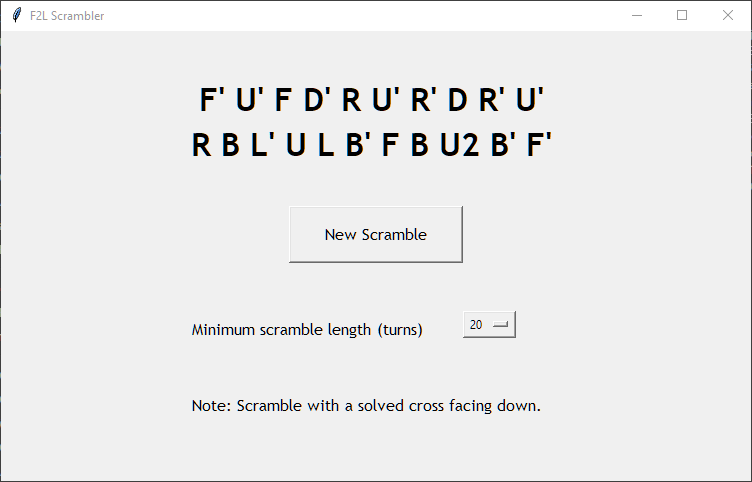 F2L Scrambler
F' U' F D' R U' R' D R' U'
R B L' U L B' F B U2 B' F'
New Scramble
Minimum scramble length (turns)
20
Note: Scramble with a solved cross facing down.